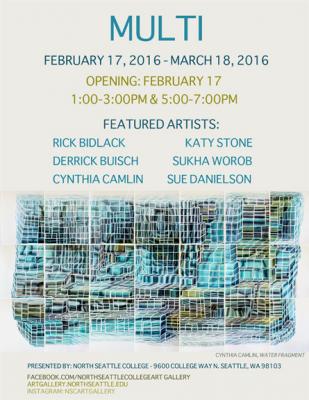 MULTI
FEBRUARY 17, 2016 - MARCH 18, 2016
OPENING: FEBRUARY 17
1:00-3:00PM & 5:00-7:00PM
FEATURED ARTISTS:
RICK BIDLACK
KATY STONE
DERRICK BUISCH
SUKHA WOROB
CYNTHIA CAMLIN
SUE DANIELSON
CYNTHIA CAMLIN, WATER FRAGMENT
PRESENTED BY: NORTH SEATTLE COLLEGE - 9600 COLLEGE WAY N. SEATTLE, WA 98103
FACEBOOK.COM/NORTHSEATTLECOLLEGEART GALLERY
ARTGALLERY.NORTHSEATTLE.EDU
INSTAGRAM: NSCARTGALLERY